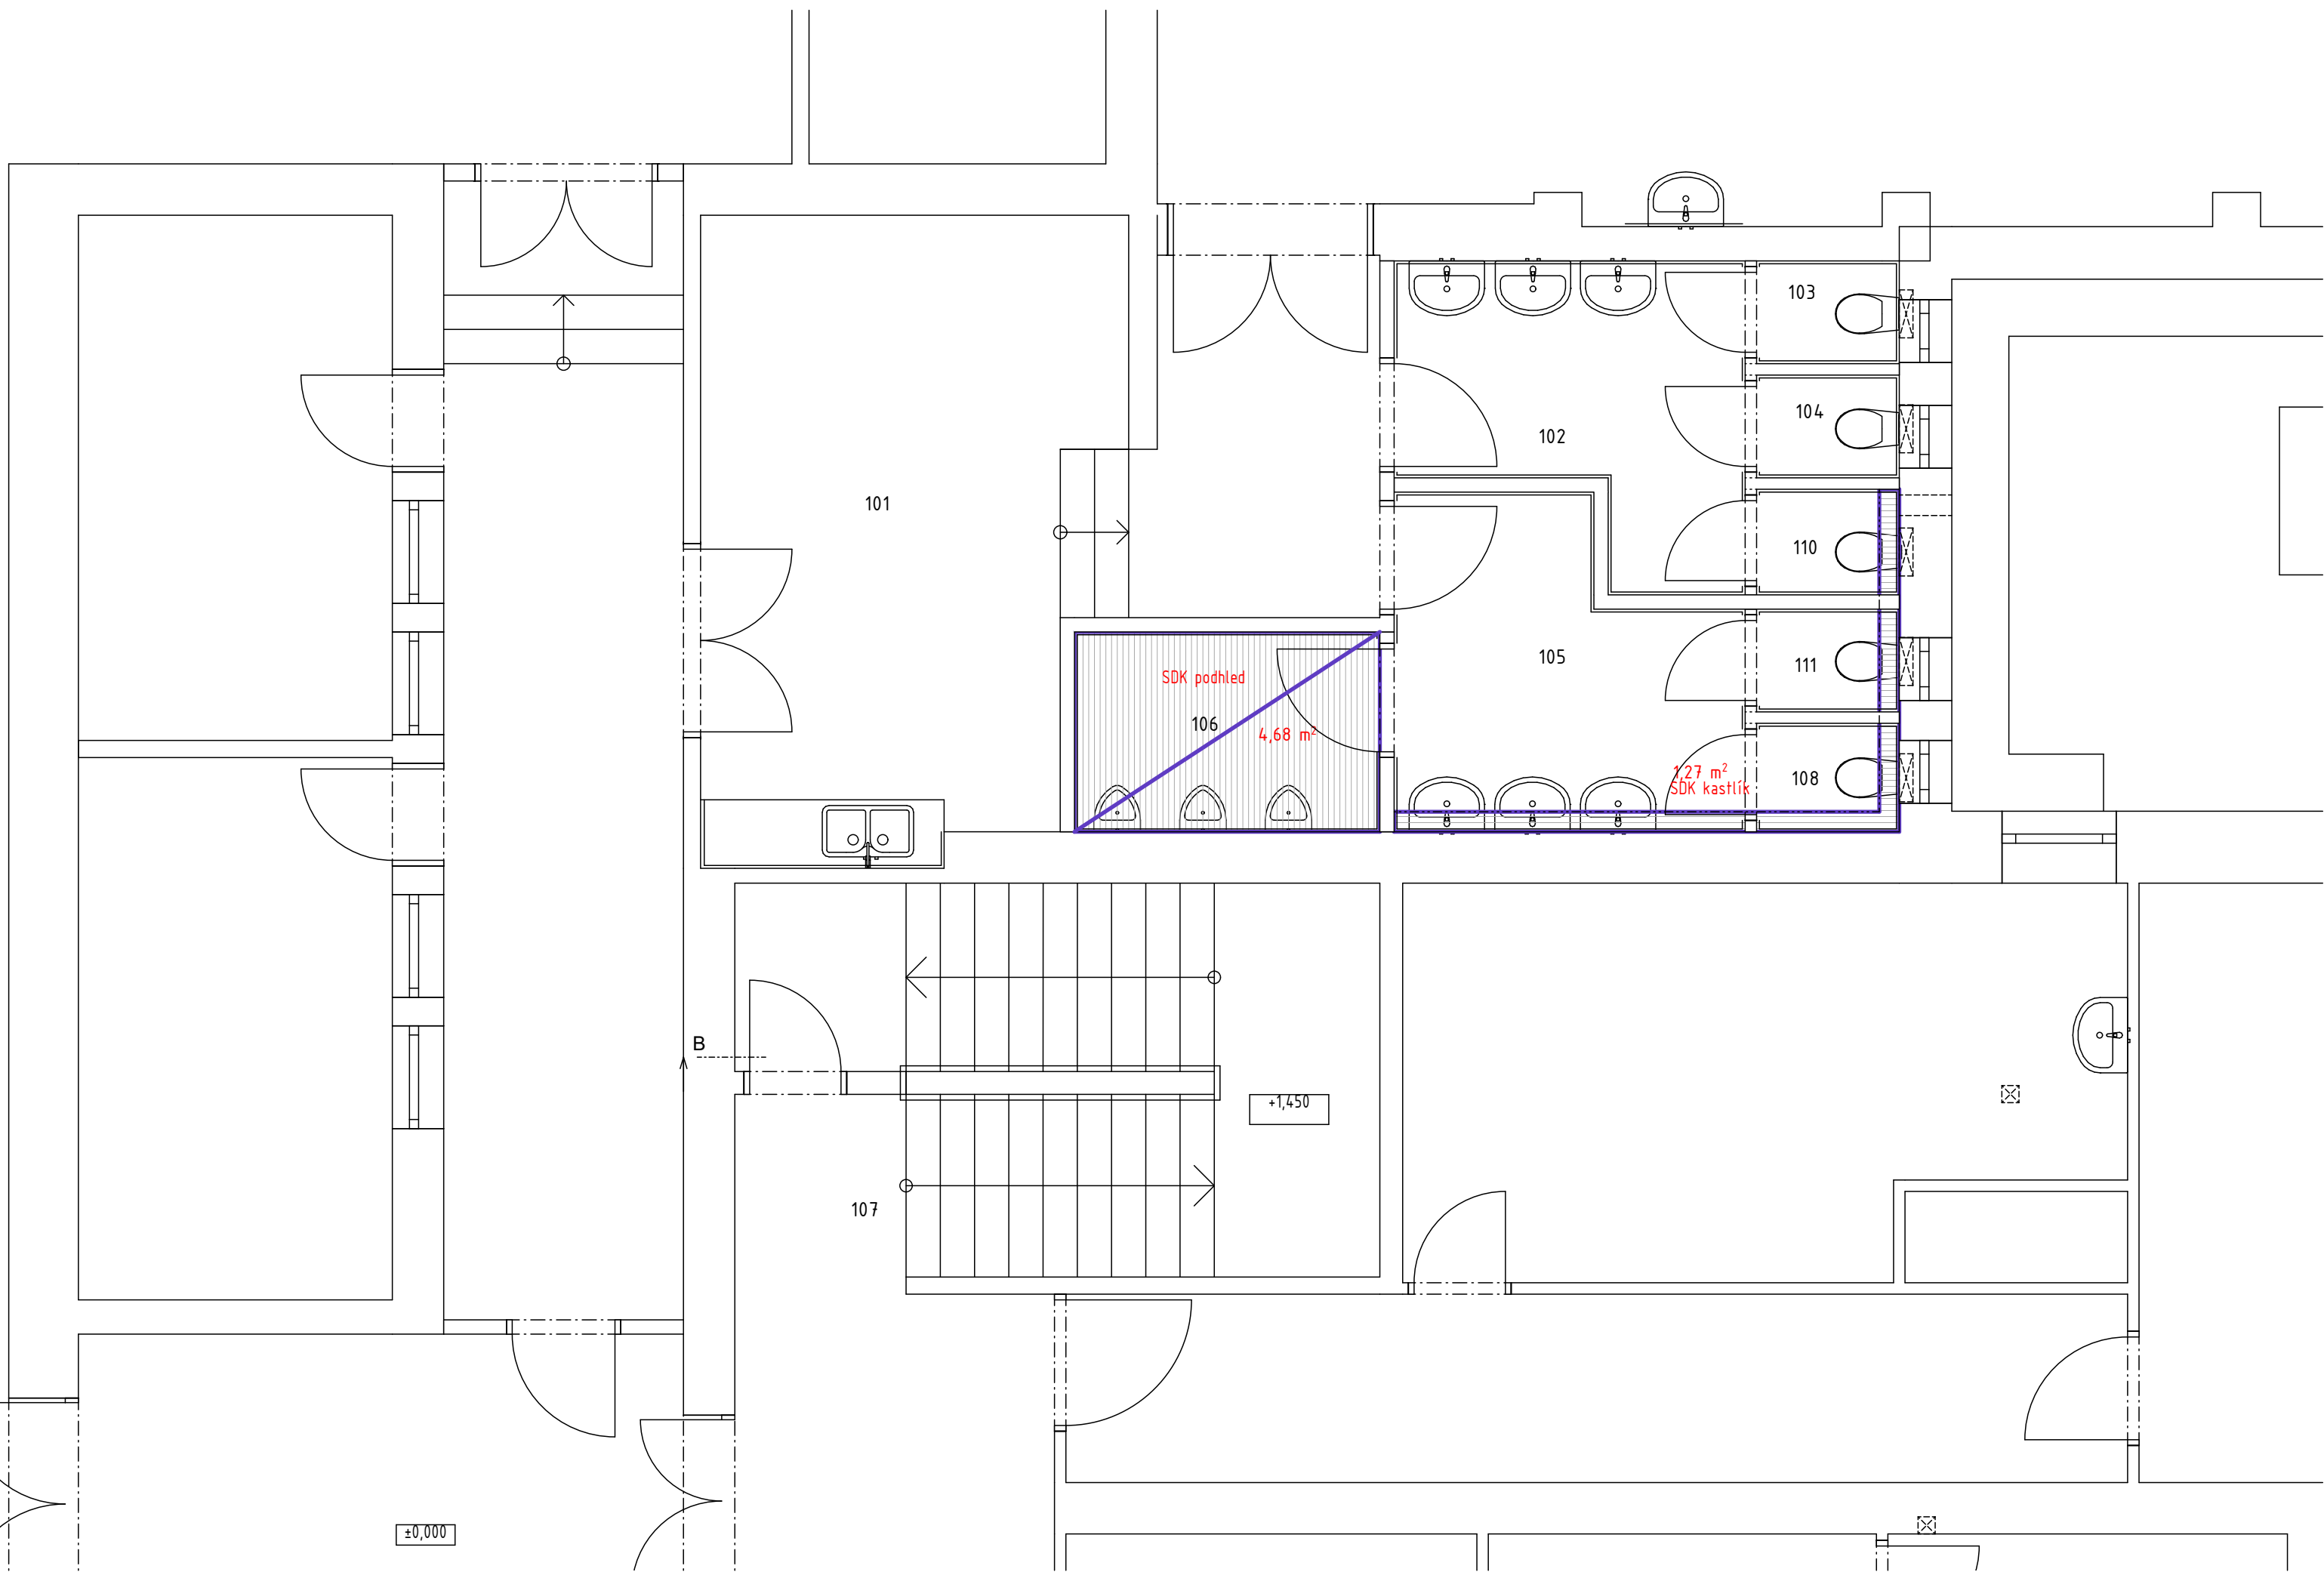 103
104
102
101
110
105
111
SDK podhled
106
4,68 m²
1,27 m²
SDK kastlík
108
B
+1,450
107
±0,000